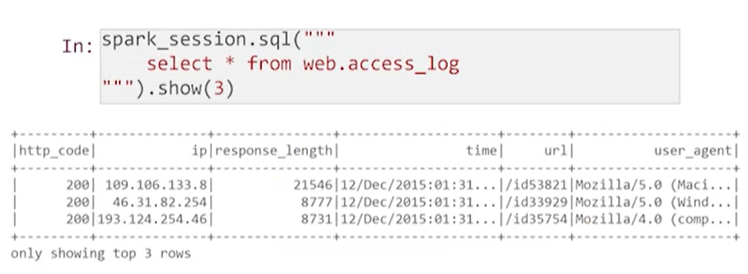 In: spark_session.sql("""
select * from web.access_log
""").show(3)
+---------+--------------+---------------+--------------------+--------+--------------------+
|http_code|            ip|response_length|                time|     url|          user_agent|
+---------+--------------+---------------+--------------------+--------+--------------------+
|      200| 109.106.133.8|          21546|12/Dec/2015:01:31...|/id53821|Mozilla/5.0 (Maci...|
|      200|  46.31.82.254|           8777|12/Dec/2015:01:31...|/id33929|Mozilla/5.0 (Wind...|
|      200|193.124.254.46|           8731|12/Dec/2015:01:31...|/id35754|Mozilla/4.0 (comp...|
+---------+--------------+---------------+--------------------+--------+--------------------+
only showing top 3 rows